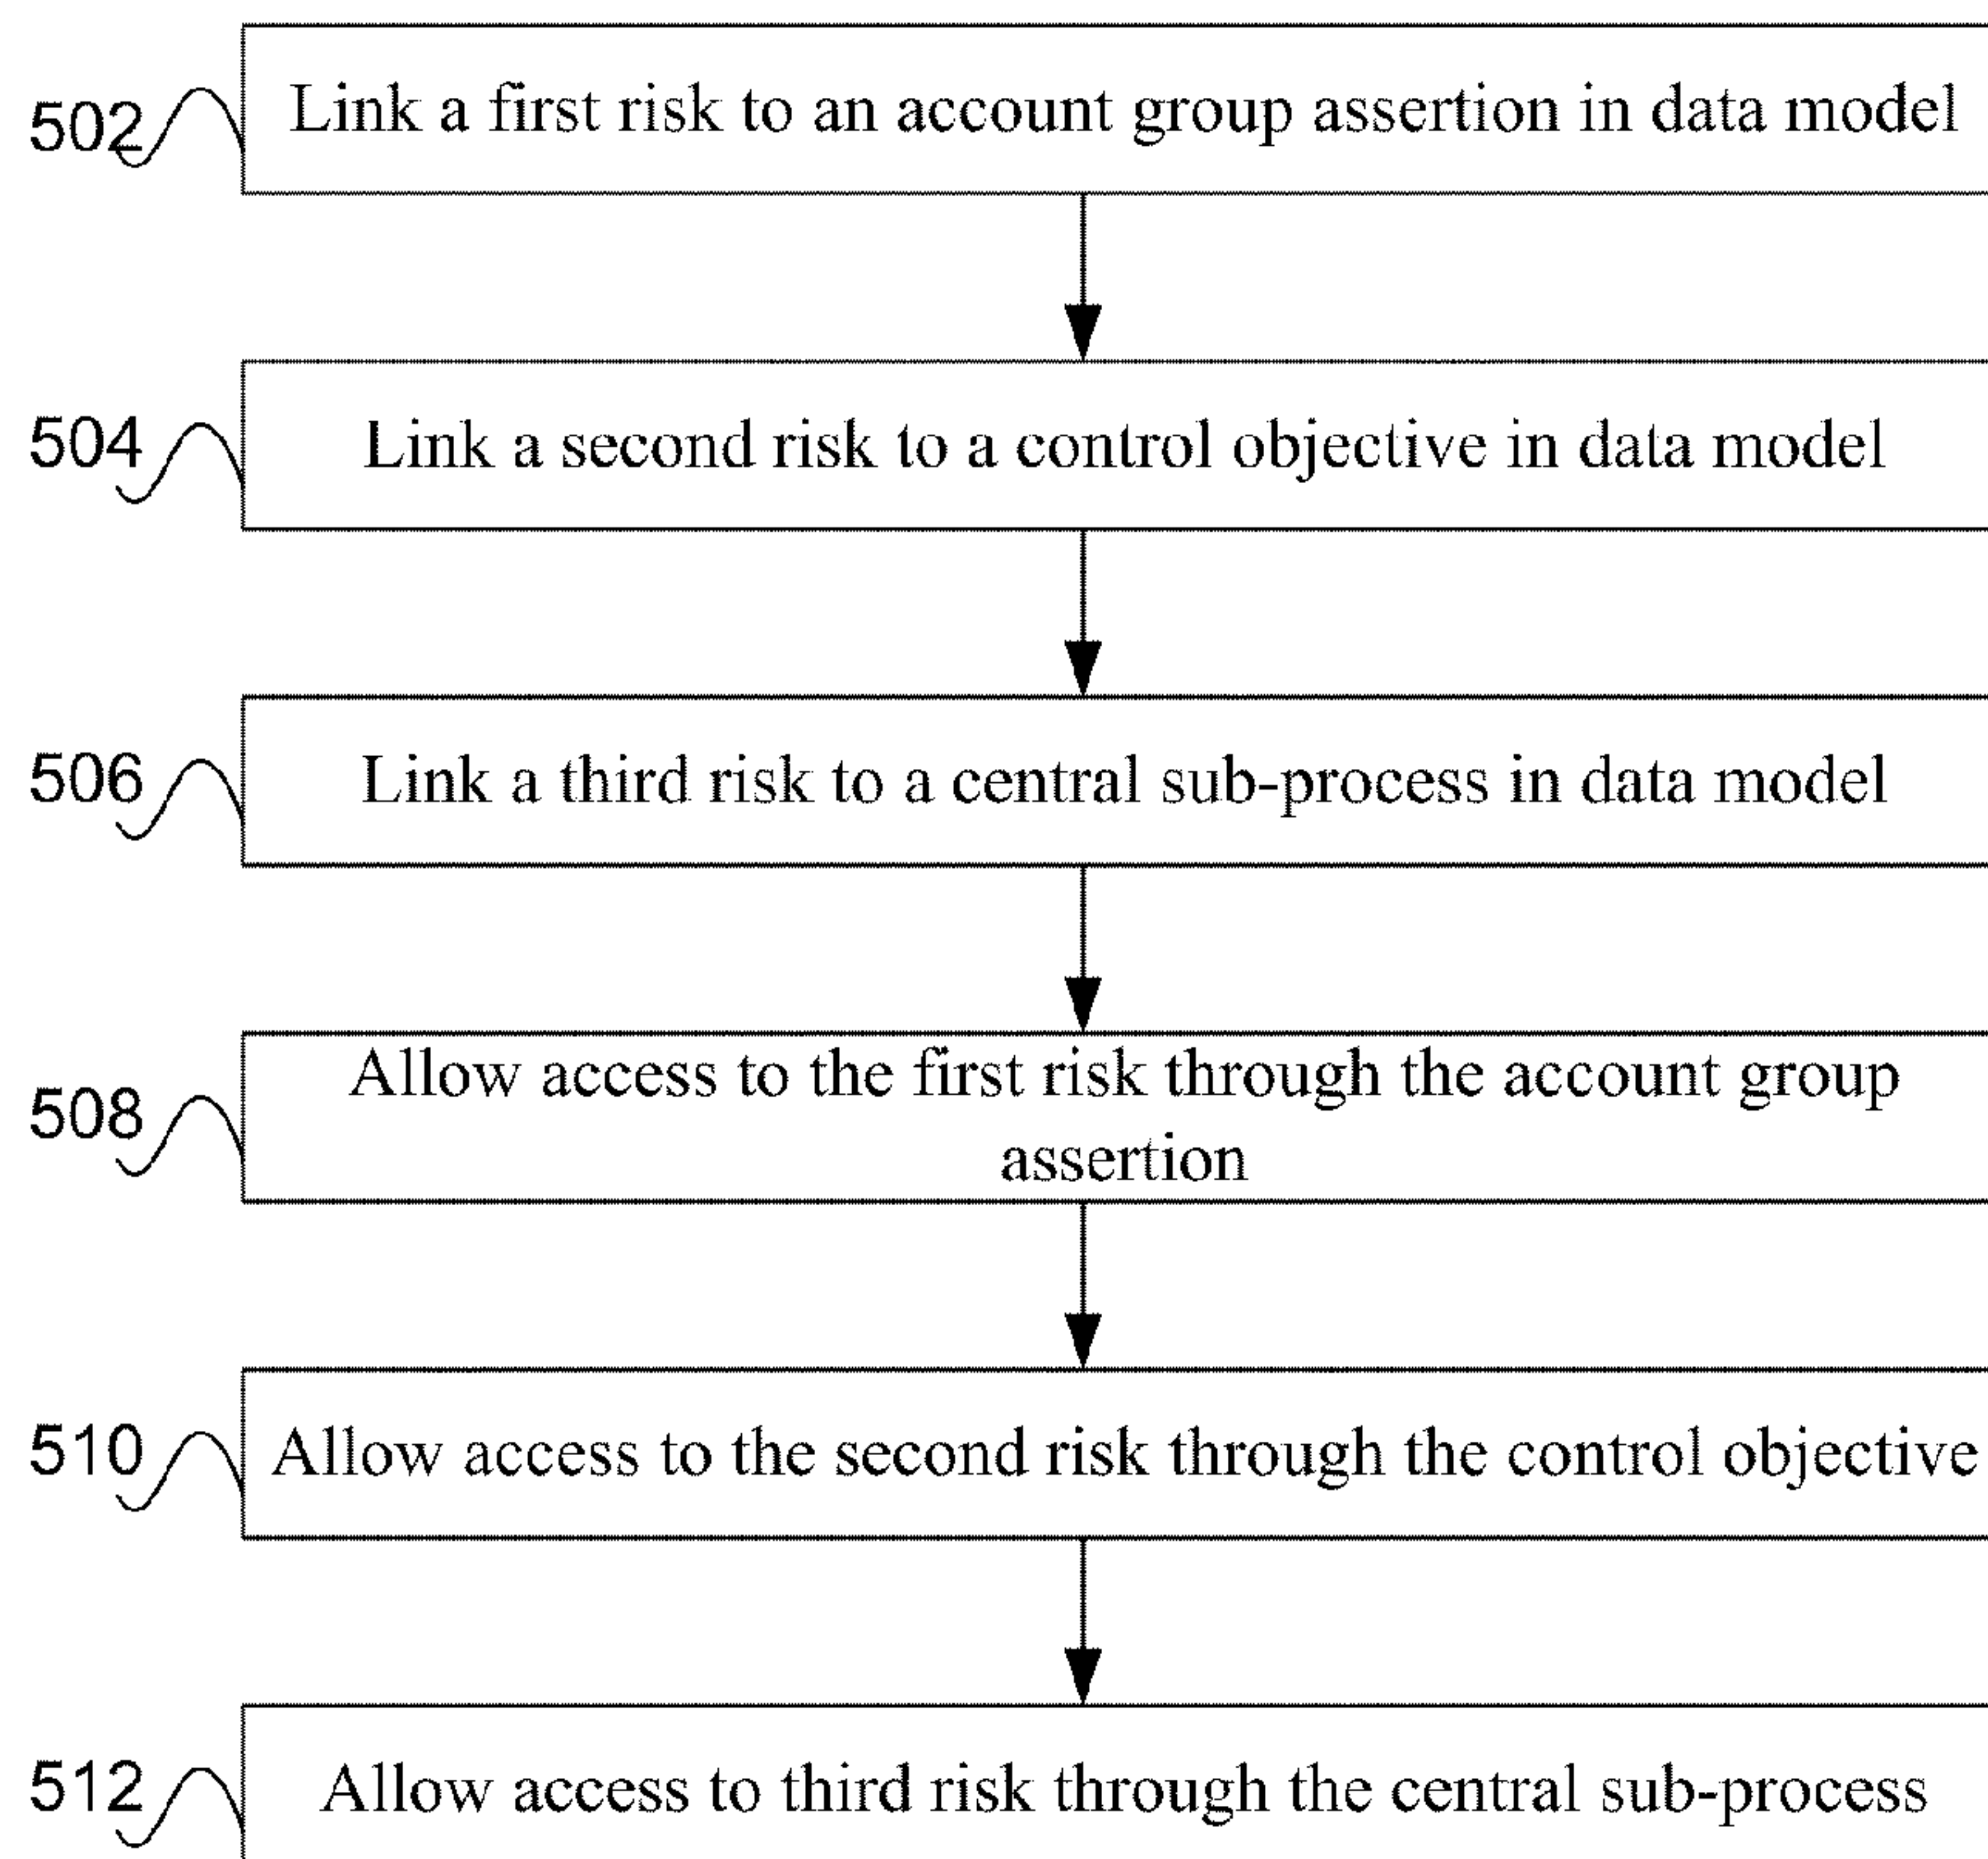 502
Link a first risk to an account group assertion in data model
504
Link a second risk to a control objective in data model
506
Link a third risk to a central sub-process in data model
508
Allow access to the first risk through the account group
assertion
510
Allow access to the second risk through the control objective
512
Allow access to third risk through the central sub-process